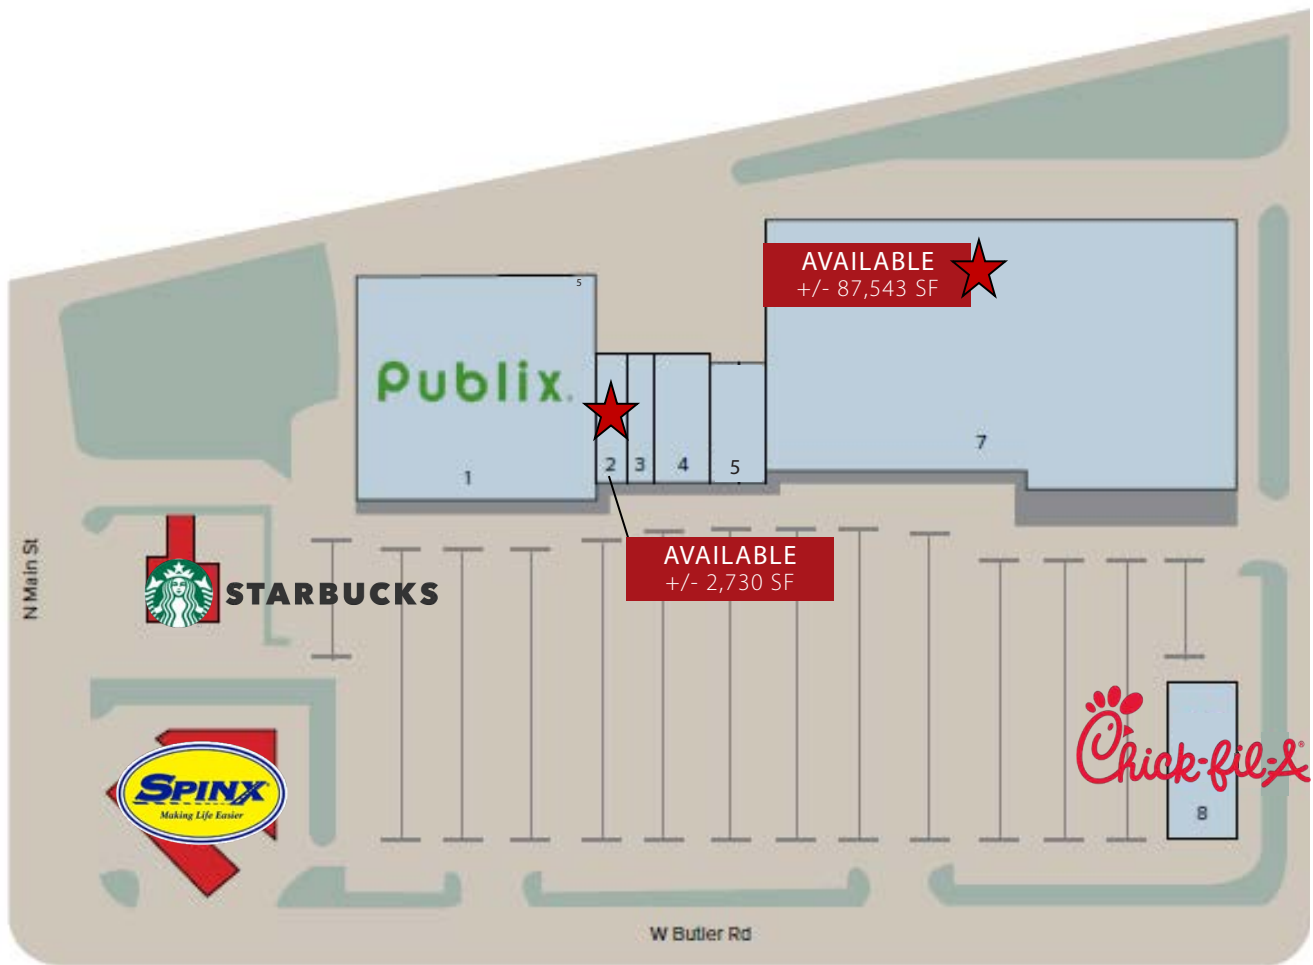 AVAILABLE
+/- 87,543 SF
5
Publix.
1
2
3
4
5
7
AVAILABLE
+/- 2,730 SF
N Main St
STARBUCKS
SPINX
Making Life Easier
Chick-fil-A
8
W Butler Rd